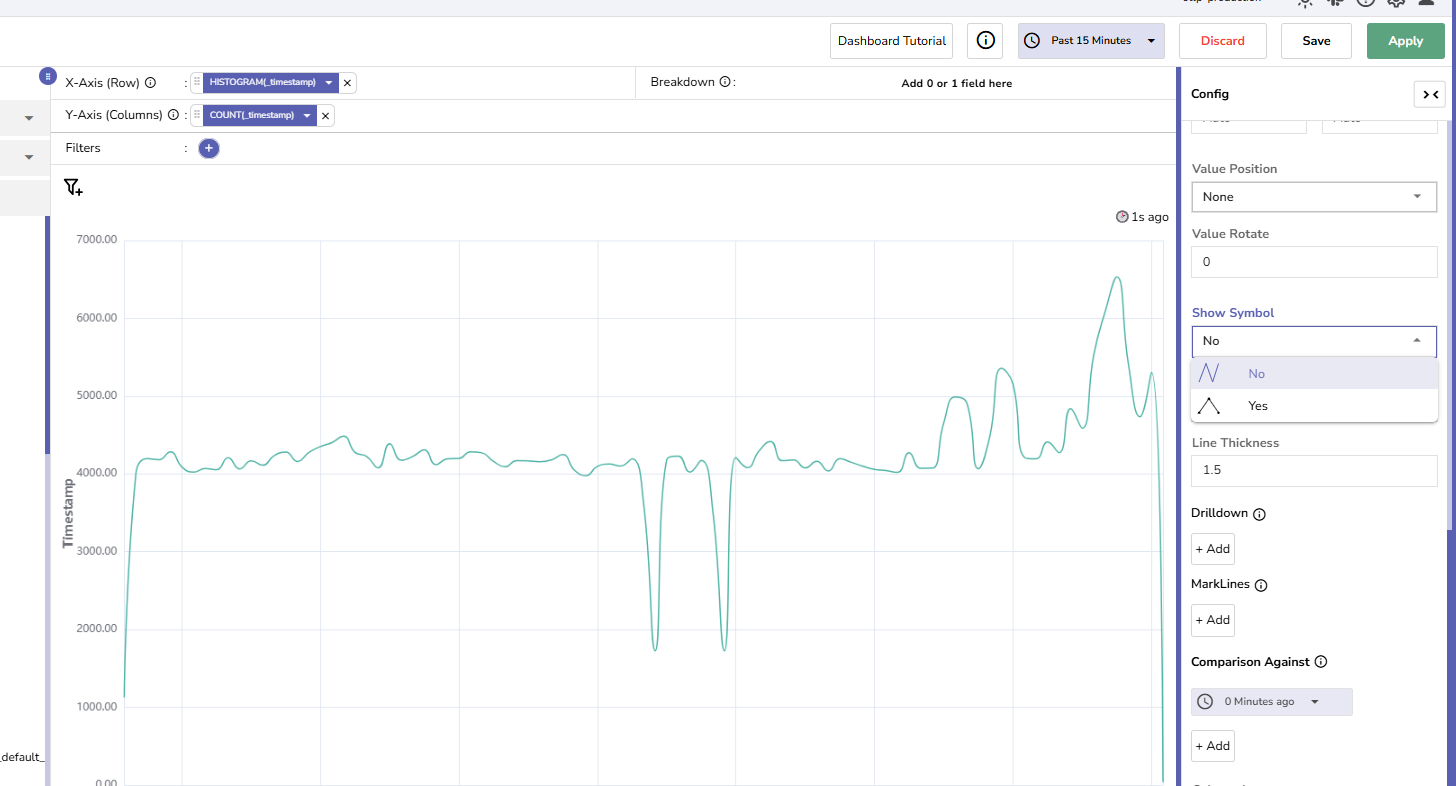 Dashboard Tutorial
Past 15 Minutes
Discard
Save
Apply
X-Axis (Row) :
HISTOGRAM(_timestamp)
Breakdown :
Add 0 or 1 field here
Y-Axis (Columns) :
COUNT(_timestamp)
Filters :
+
1s ago
7000.00
6000.00
5000.00
4000.00
3000.00
2000.00
1000.00
0.00
Timestamp
_default_
Config
Value Position
None
Value Rotate
0
Show Symbol
No
No
Yes
Line Thickness
1.5
Drilldown
+ Add
MarkLines
+ Add
Comparison Against
0 Minutes ago
+ Add